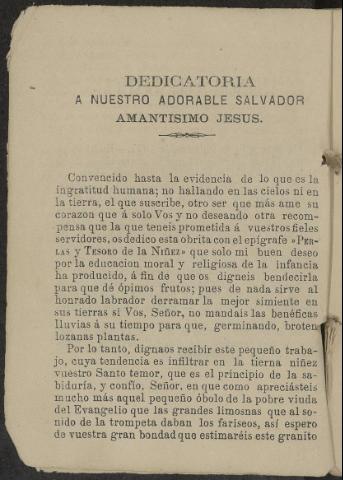 DEDICATORIA
A NUESTRO ADORABLE SALVADOR
AMANTISIMO JESUS.
Convencido hasta la evidencia de lo que es la
ingratitud humana; no hallando en las cielos ni en
la tierra, el que suscribe, otro ser que más ame su
corazon que á solo Vos y no deseando otra recom-
pensa que la que teneis prometida á vuestros fieles
servidores, os dedico esta obrita con el epígrafe «PER-
LAS Y TESORO de la NIÑEZ» que solo mi buen deseo
por la educacion moral y religiosa de la infancia
ha producido, á fin de que os digneis bendecirla
para que dé ópimos frutos; pues de nada sirve al
honrado labrador derramar la mejor simiente en
sus tierras si Vos, Señor, no mandais las benéficas
lluvias á su tiempo para que, germinando, broten
lozanas plantas.
Por lo tanto, dignaos recibir este pequeño traba-
jo, cuya tendencia es infiltrar en la tierna niñez
vuestro Santo temor, que es el principio de la sa-
biduría, y confío, Señor, en que como apreciásteis
mucho más aquel pequeño óbolo de la pobre viuda
del Evangelio que las grandes limosnas que al so-
nido de la trompeta daban los fariseos, así espero
de vuestra gran bondad que estimaréis este granito